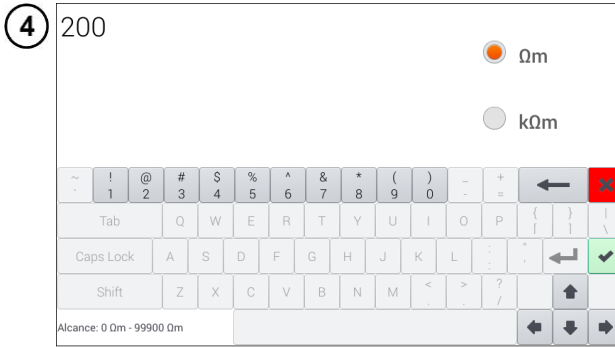 4
200
Ωm
kΩm
~ ! @ # $ % ^ & * ( ) _ +
` 1 2 3 4 5 6 7 8 9 0 - =
Tab Q W E R T Y U I O P { } |
[ ] \
Caps Lock A S D F G H J K L : "
; '
Shift Z X C V B N M < > ?
, . /
Alcance: 0 Ωm - 99900 Ωm